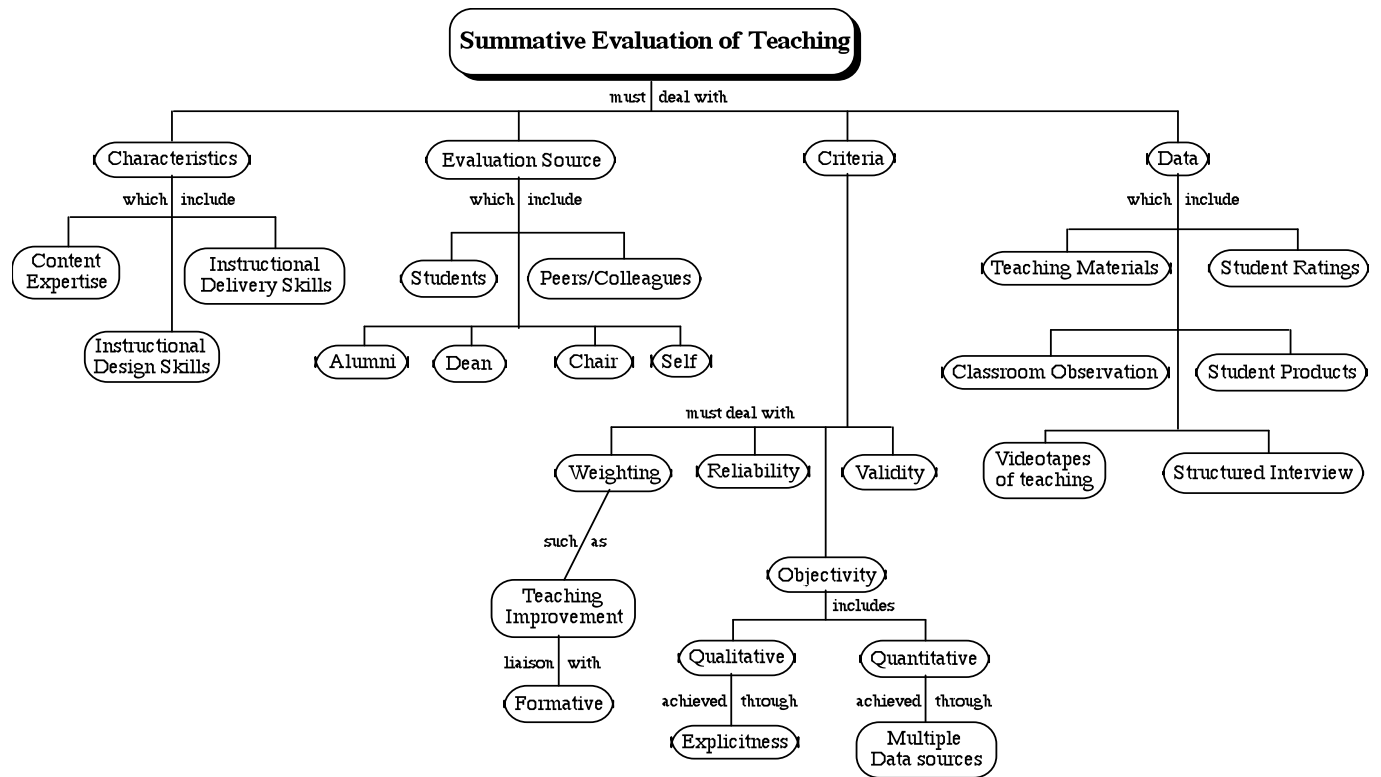 Summative Evaluation of Teaching
must deal with
Characteristics
Evaluation Source
Criteria
Data
which include
which include
which include
Content
Expertise
Instructional
Delivery Skills
Students
Peers/Colleagues
Teaching Materials
Student Ratings
Instructional
Design Skills
Alumni
Dean
Chair
Self
Classroom Observation
Student Products
must deal with
Weighting
Reliability
Validity
Videotapes
of teaching
Structured Interview
such as
Objectivity
Teaching
Improvement
includes
liaison with
Qualitative
Quantitative
Formative
achieved through
achieved through
Explicitness
Multiple
Data sources